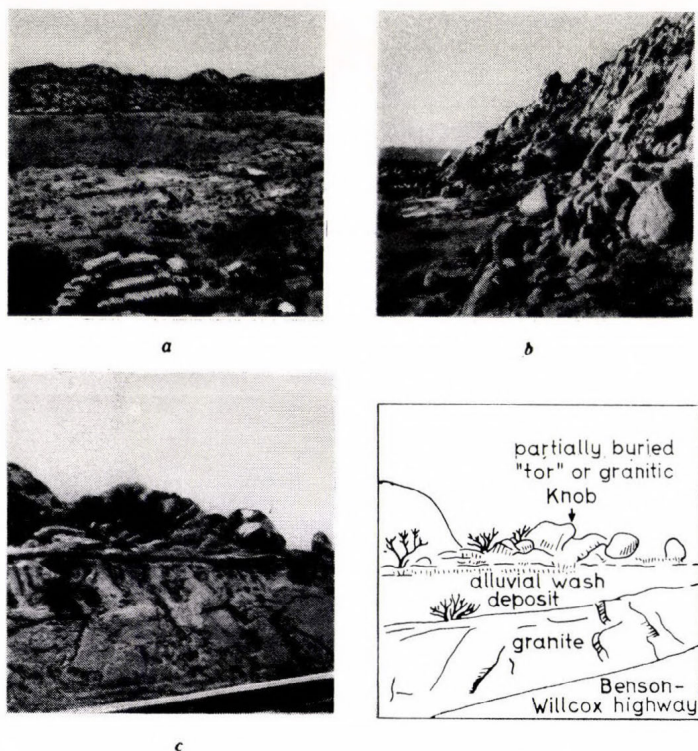 a
b
partially buried
"tor" or granitic
Knob
alluvial wash
deposit
granite
Benson-
Willcox highway
c